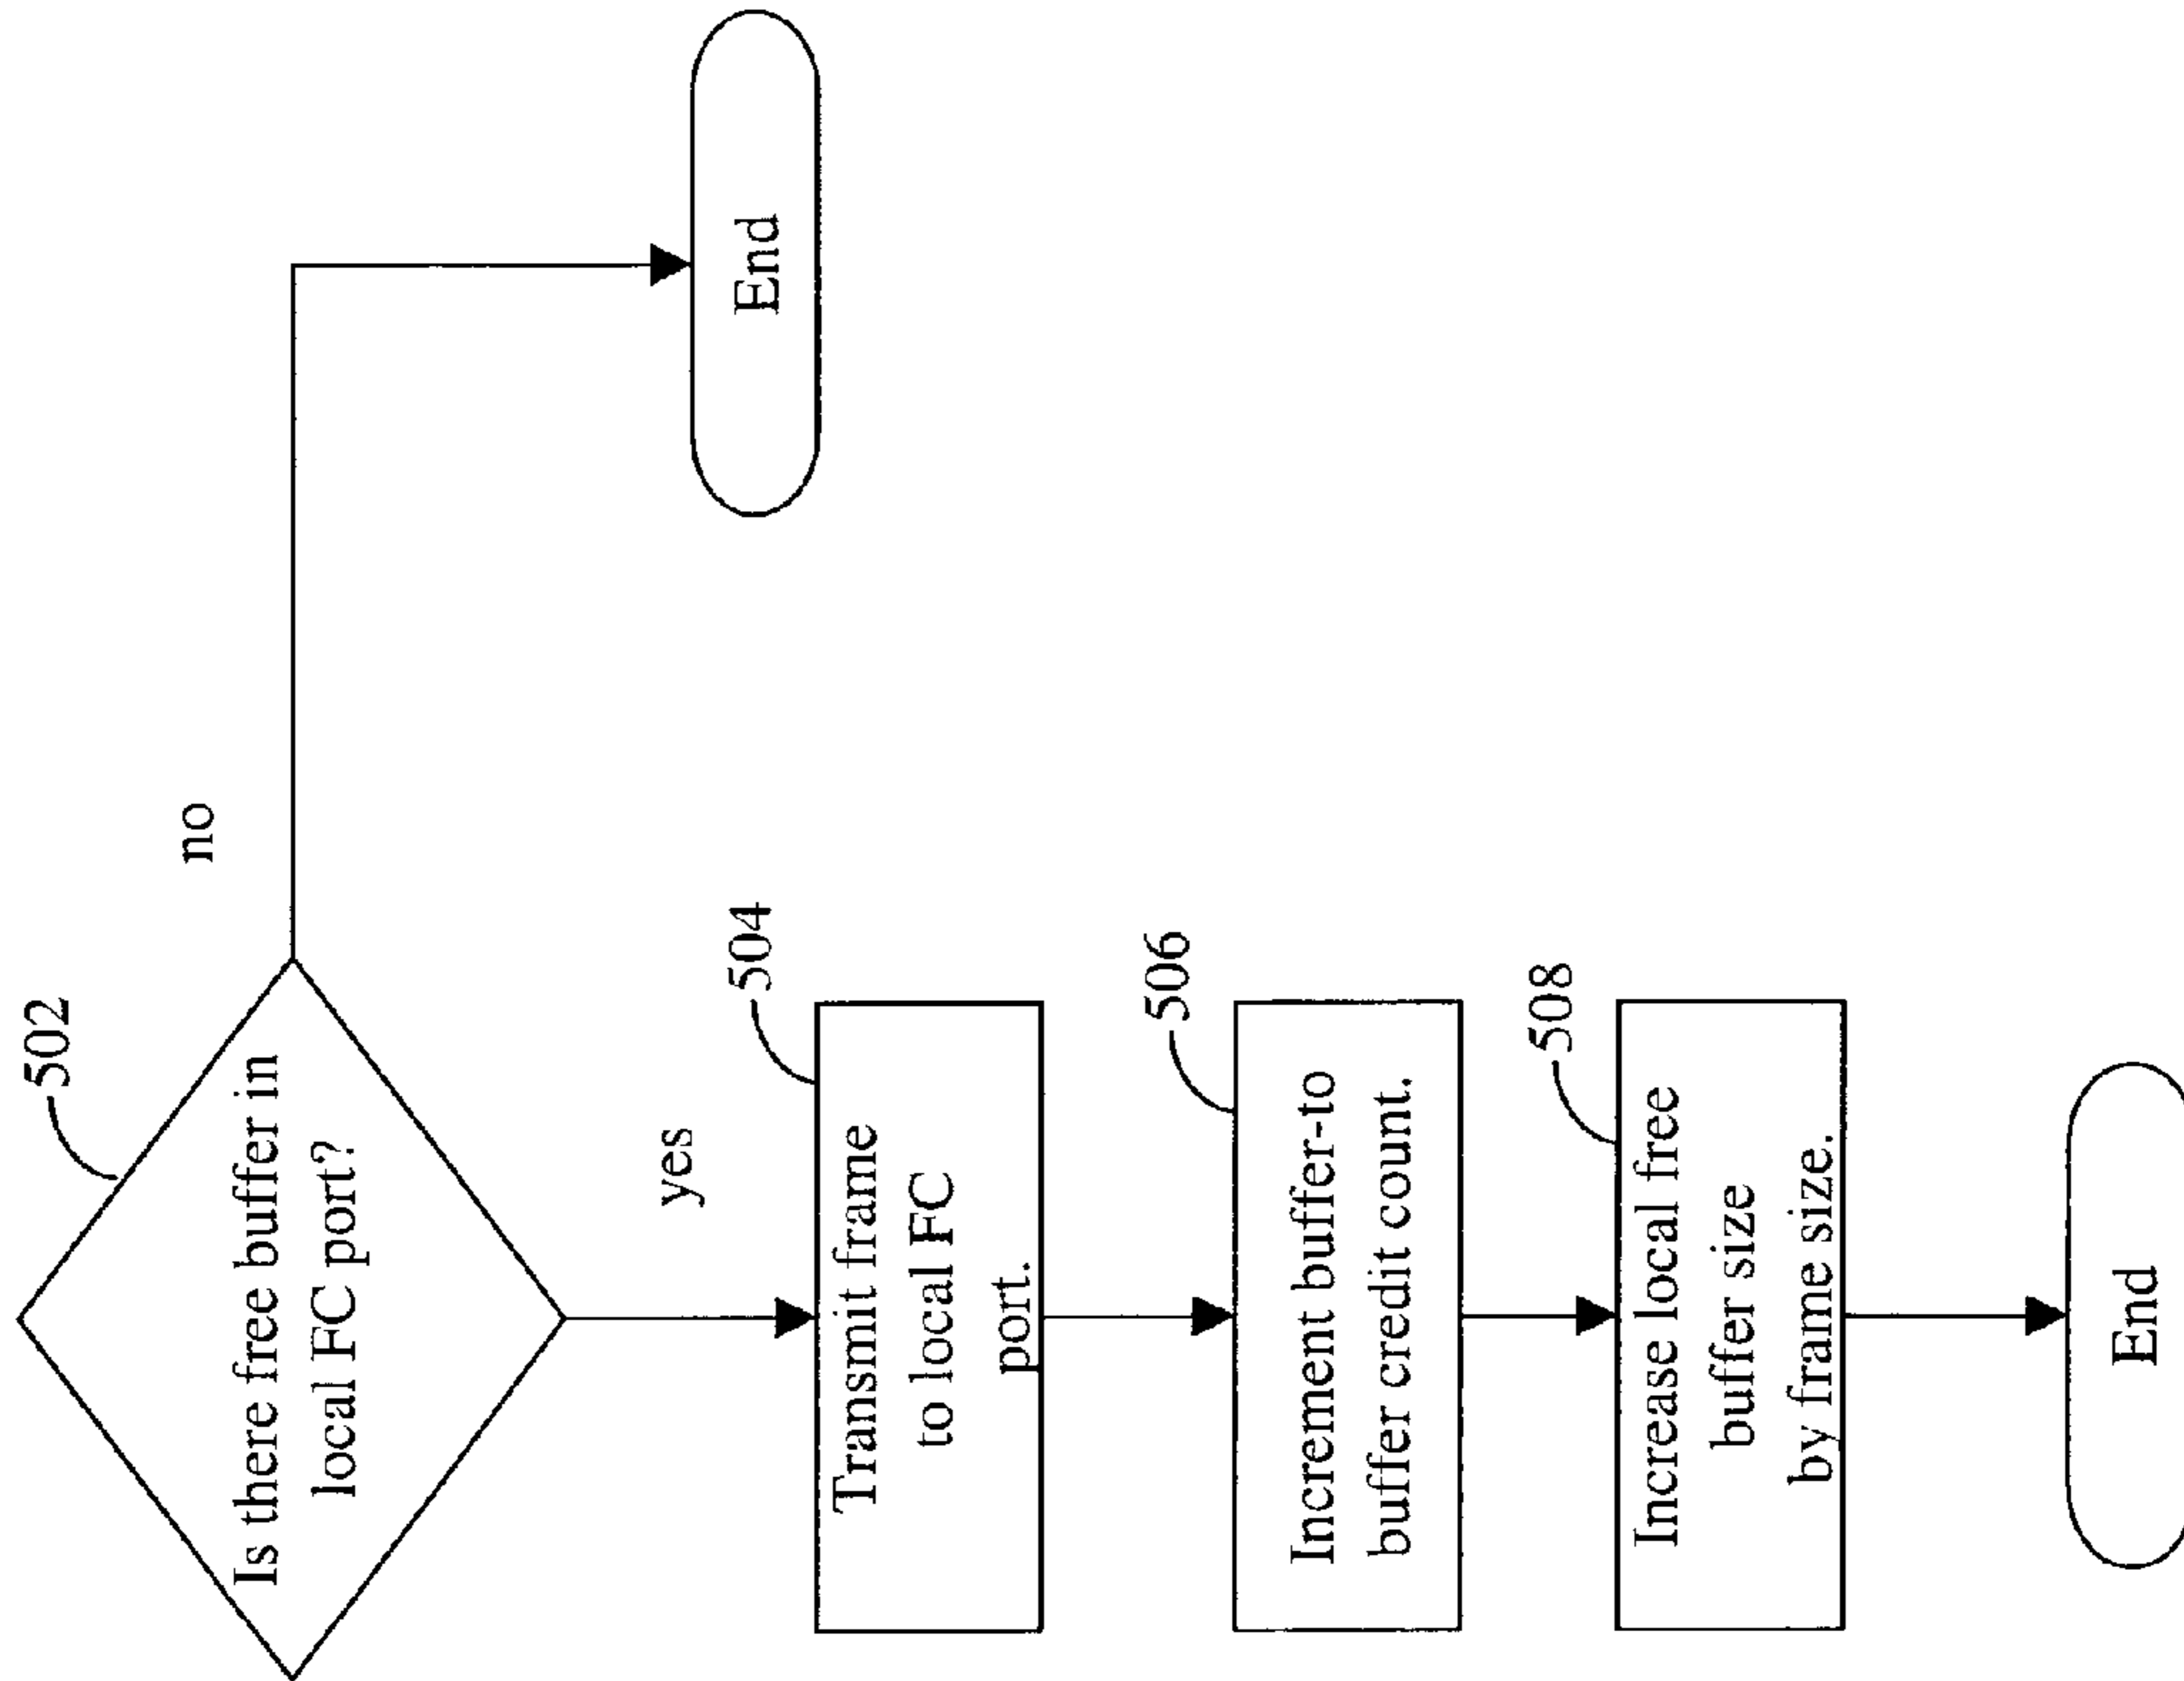 502
Is there free buffer in
local FC port?
no
End
yes
504
Transmit frame
to local FC
port.
506
Increment buffer-to
buffer credit count.
508
Increase local free
buffer size
by frame size.
End